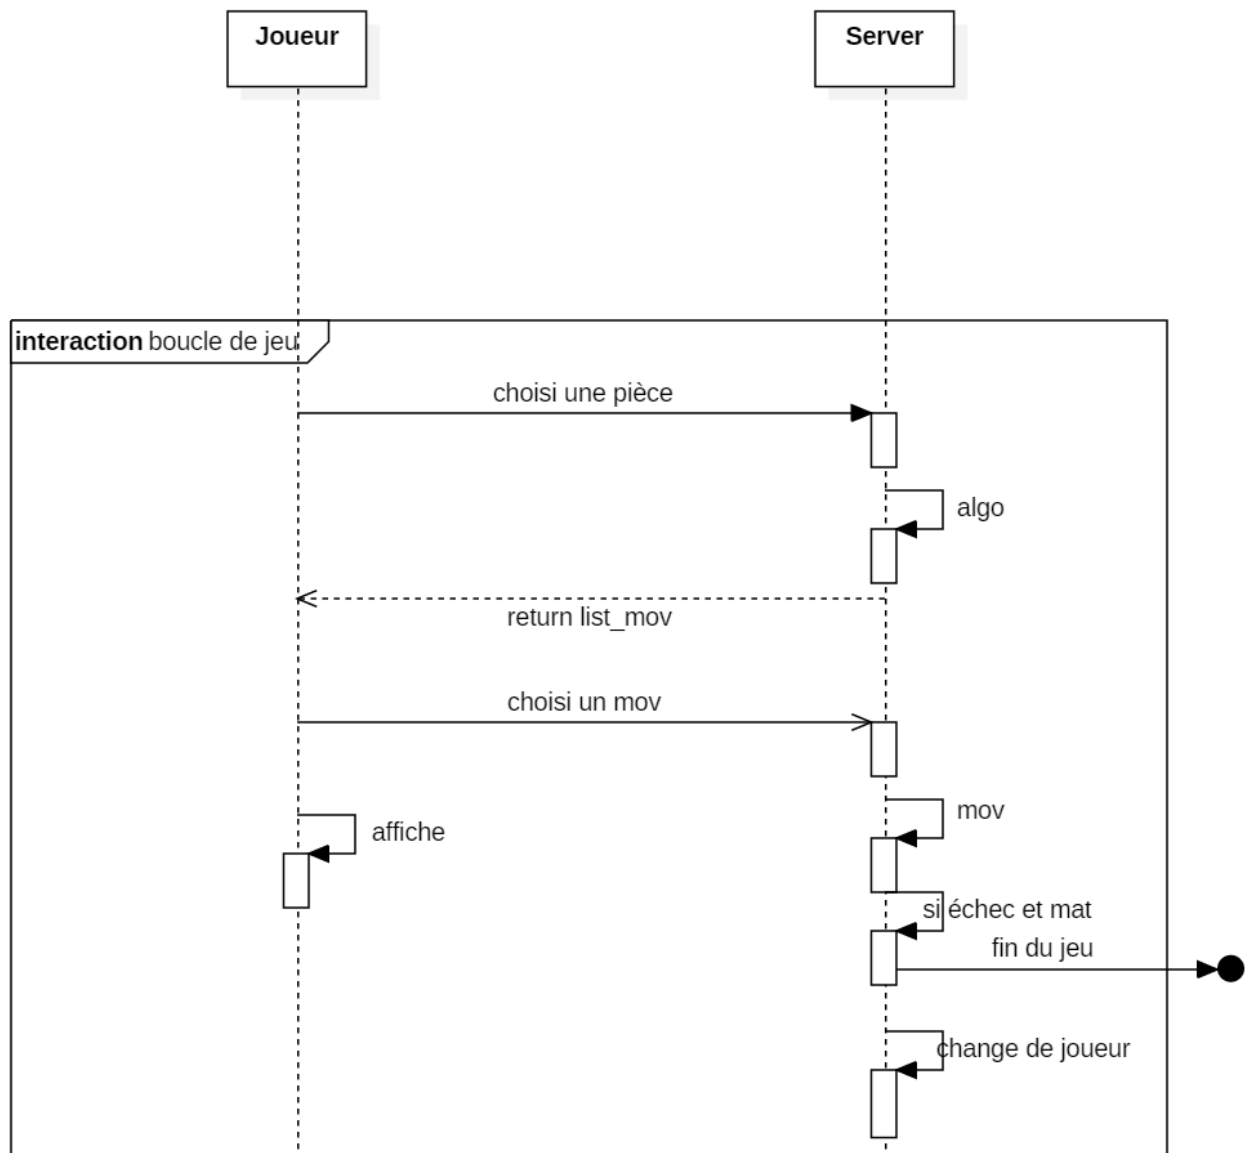 Joueur
Server
interaction boucle de jeu
choisi une pièce
algo
return list_mov
choisi un mov
mov
affiche
si échec et mat
fin du jeu
change de joueur